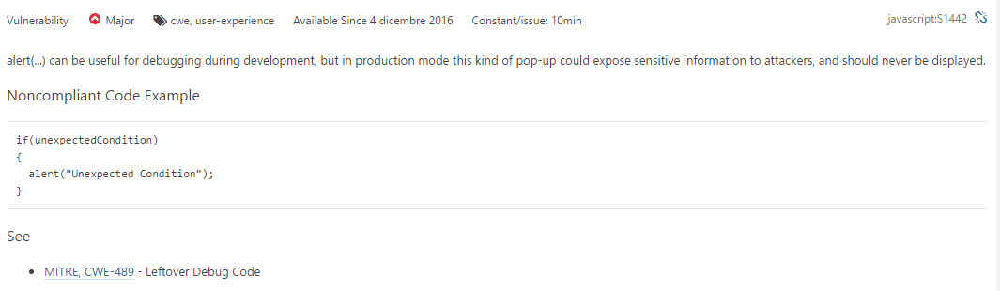 Vulnerability Major cwe, user-experience Available Since 4 dicembre 2016 Constant/issue: 10min javascript:S1442
alert(...) can be useful for debugging during development, but in production mode this kind of pop-up could expose sensitive information to attackers, and should never be displayed.
Noncompliant Code Example
if(unexpectedCondition)
{
  alert("Unexpected Condition");
}
See
• MITRE, CWE-489 - Leftover Debug Code